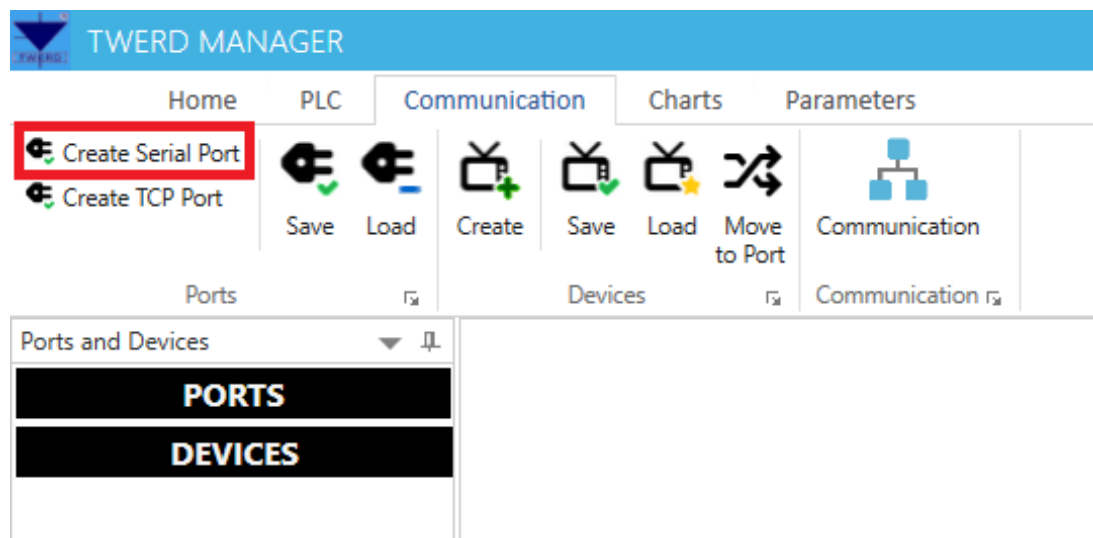 TWERD
TWERD MANAGER
Home PLC Communication Charts Parameters
Create Serial Port
Create TCP Port
Save Load Create Save Load Move
to Port
Communication
Ports Devices Communication
Ports and Devices
PORTS
DEVICES